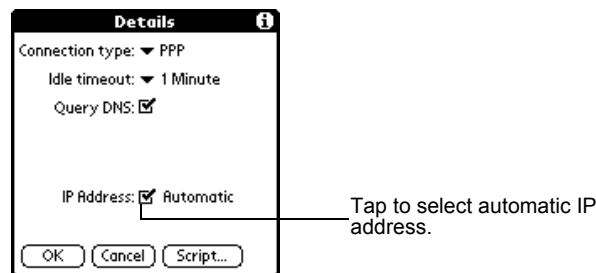 Details
Connection type: PPP
Idle timeout: 1 Minute
Query DNS:
IP Address: Automatic
Tap to select automatic IP
address.
OK Cancel Script...